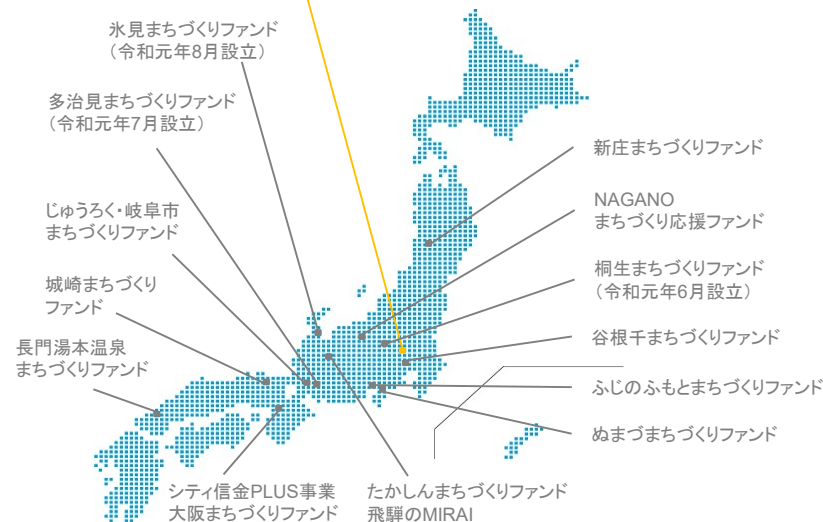 氷見まちづくりファンド
（令和元年8月設立）
多治見まちづくりファンド
（令和元年7月設立）
じゅうろく・岐阜市
まちづくりファンド
城崎まちづくり
ファンド
長門湯本温泉
まちづくりファンド
新庄まちづくりファンド
NAGANO
まちづくり応援ファンド
桐生まちづくりファンド
（令和元年6月設立）
谷根千まちづくりファンド
ふじのふもとまちづくりファンド
ぬまづまちづくりファンド
シティ信金PLUS事業
大阪まちづくりファンド
たかしんまちづくりファンド
飛騨のMIRAI